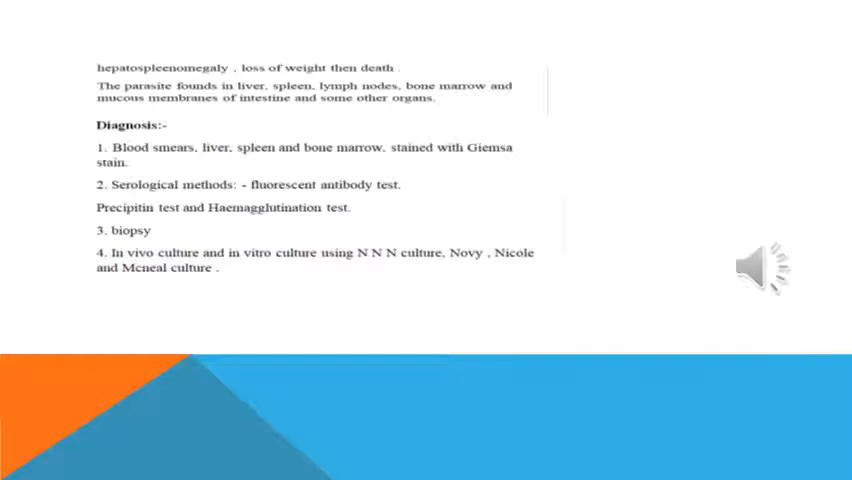 hepatospleenomegaly , loss of weight then death .
The parasite founds in liver, spleen, lymph nodes, bone marrow and
mucous membranes of intestine and some other organs.
Diagnosis:-
1. Blood smears, liver, spleen and bone marrow, stained with Giemsa
stain.
2. Serological methods: - fluorescent antibody test.
Precipitin test and Haemagglutination test.
3. biopsy
4. In vivo culture and in vitro culture using N N N culture, Novy , Nicole
and Mcneal culture .